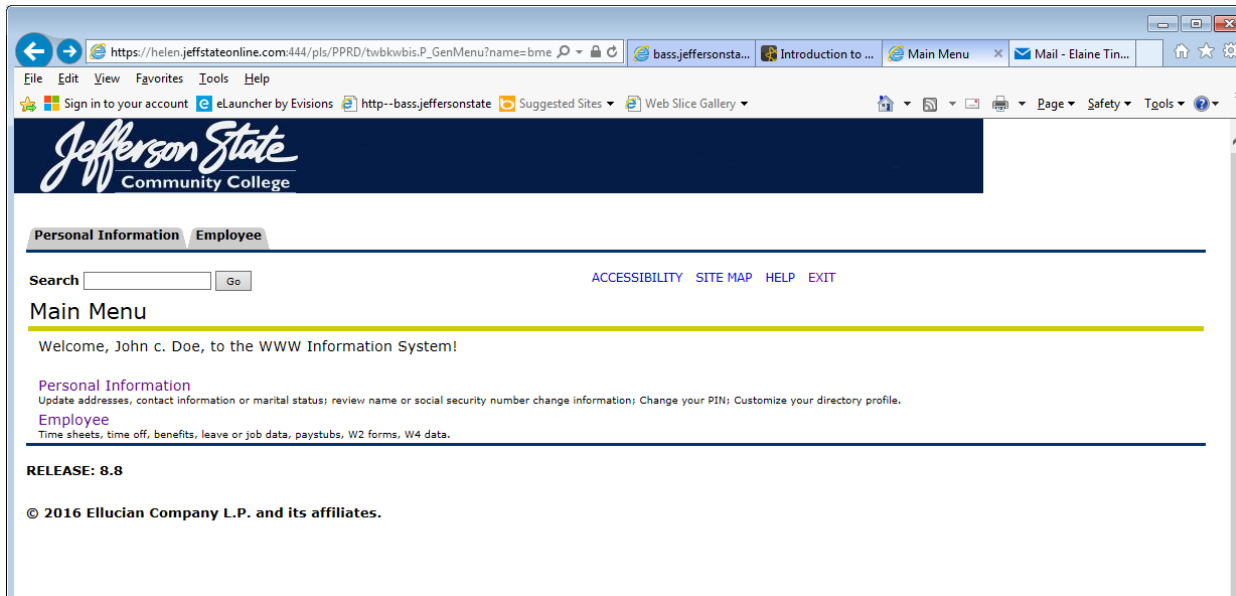 https://helen.jeffstateonline.com:444/pls/PPRD/twbkwbis.P_GenMenu?name=bme
bass.jeffersonsta... Introduction to ... Main Menu Mail - Elaine Tin...
File Edit View Favorites Tools Help
Sign in to your account eLauncher by Evisions http--bass.jeffersonstate Suggested Sites Web Slice Gallery Page Safety Tools
Jefferson State
Community College
Personal Information Employee
Search Go ACCESSIBILITY SITE MAP HELP EXIT
Main Menu
Welcome, John c. Doe, to the WWW Information System!
Personal Information
Update addresses, contact information or marital status; review name or social security number change information; Change your PIN; Customize your directory profile.
Employee
Time sheets, time off, benefits, leave or job data, paystubs, W2 forms, W4 data.
RELEASE: 8.8
© 2016 Ellucian Company L.P. and its affiliates.